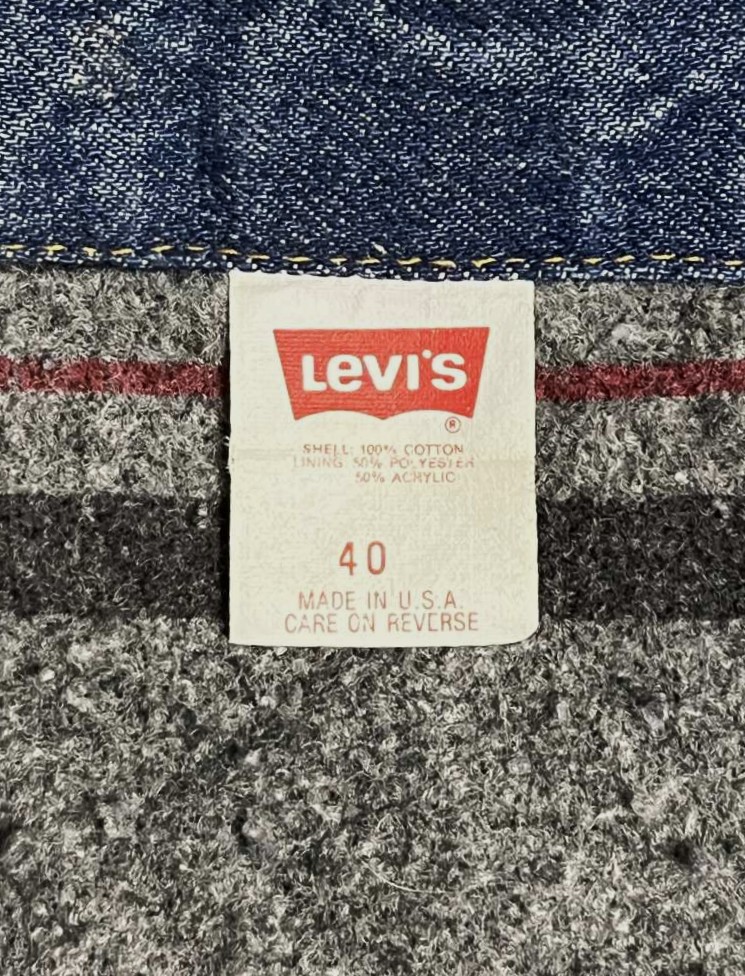 Levi's
®
SHELL: 100% COTTON
LINING: 50% POLYESTER
50% ACRYLIC
40
MADE IN U.S.A.
CARE ON REVERSE